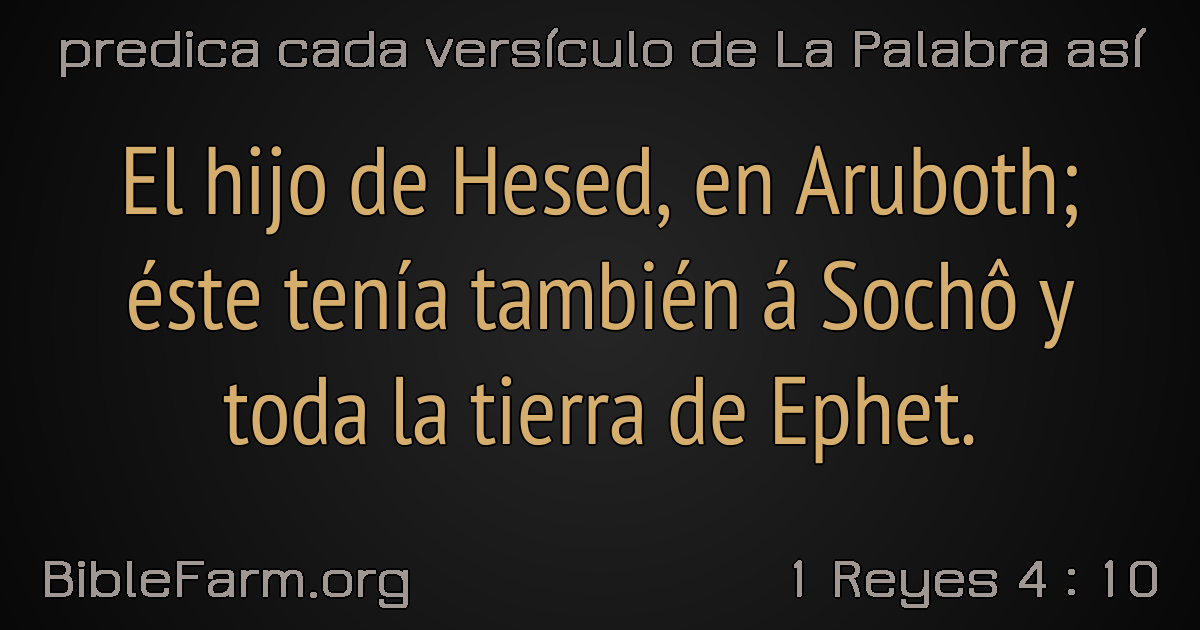 predica cada versículo de La Palabra así
El hijo de Hesed, en Aruboth;
éste tenía también á Sochô y
toda la tierra de Ephet.
BibleFarm.org
1 Reyes 4 : 10